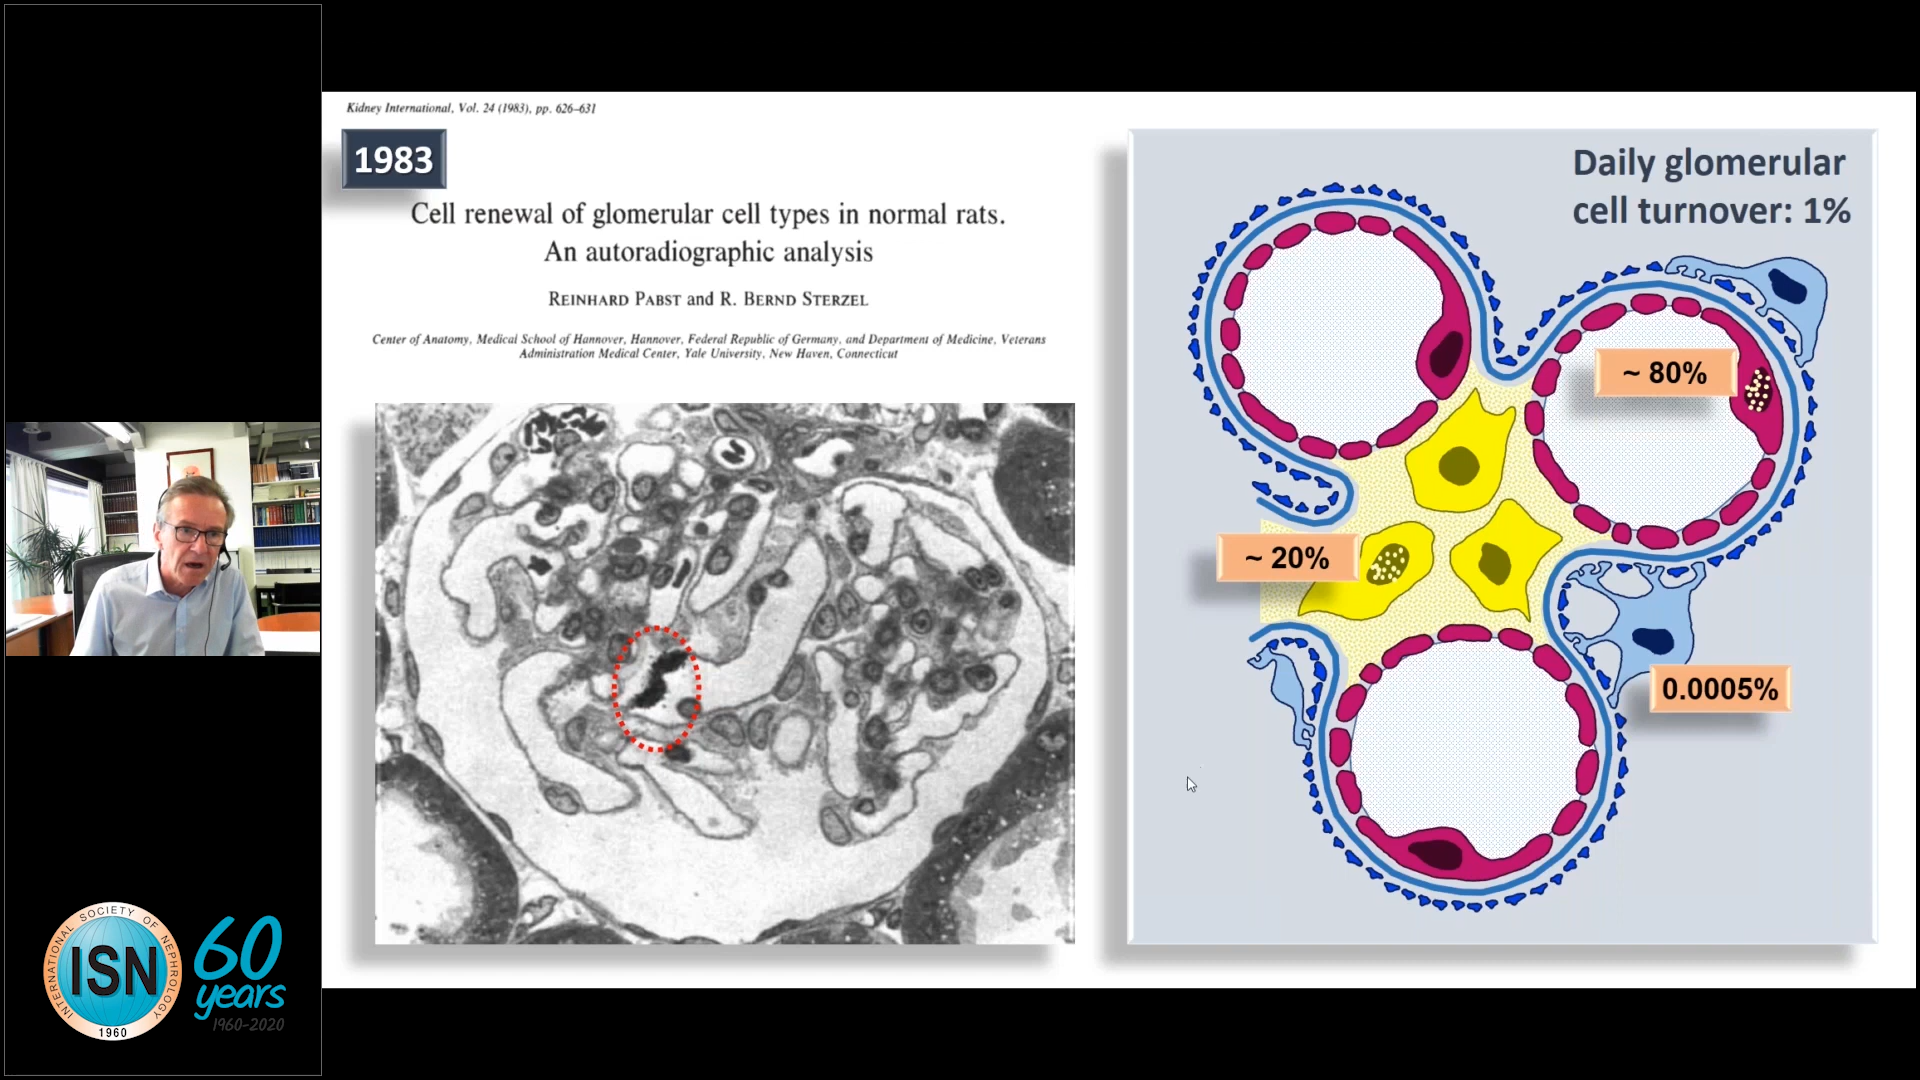 Kidney International, Vol. 24 (1983), pp. 626–631
1983
Cell renewal of glomerular cell types in normal rats.
An autoradiographic analysis
REINHARD PABST and R. BERND STERZEL
Center of Anatomy, Medical School of Hannover, Hannover, Federal Republic of Germany, and Department of Medicine, Veterans
Administration Medical Center, Yale University, New Haven, Connecticut
Daily glomerular
cell turnover: 1%
~ 80%
~ 20%
0.0005%
INTERNATIONAL SOCIETY OF NEPHROLOGY
ISN
1960
60
years
1960-2020